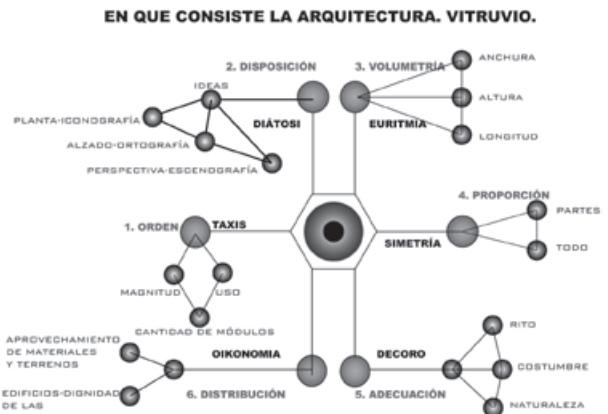 EN QUE CONSISTE LA ARQUITECTURA. VITRUVIO.
2. DISPOSICIÓN
IDEAS
PLANTA-ICONOGRAFÍA
DIÁTOSI
ALZADO-ORTOGRAFÍA
PERSPECTIVA-ESCENOGRAFÍA
3. VOLUMETRÍA
ANCHURA
ALTURA
EURITMIA
LONGITUD
1. ORDEN
TAXIS
MAGNITUD
USO
CANTIDAD DE MÓDULOS
4. PROPORCIÓN
PARTES
SIMETRÍA
TODO
OIKONOMIA
APROVECHAMIENTO
DE MATERIALES
Y TERRENOS
EDIFICIOS-DIGNIDAD
DE LAS
6. DISTRIBUCIÓN
DECORO
RITO
COSTUMBRE
5. ADECUACIÓN
NATURALEZA